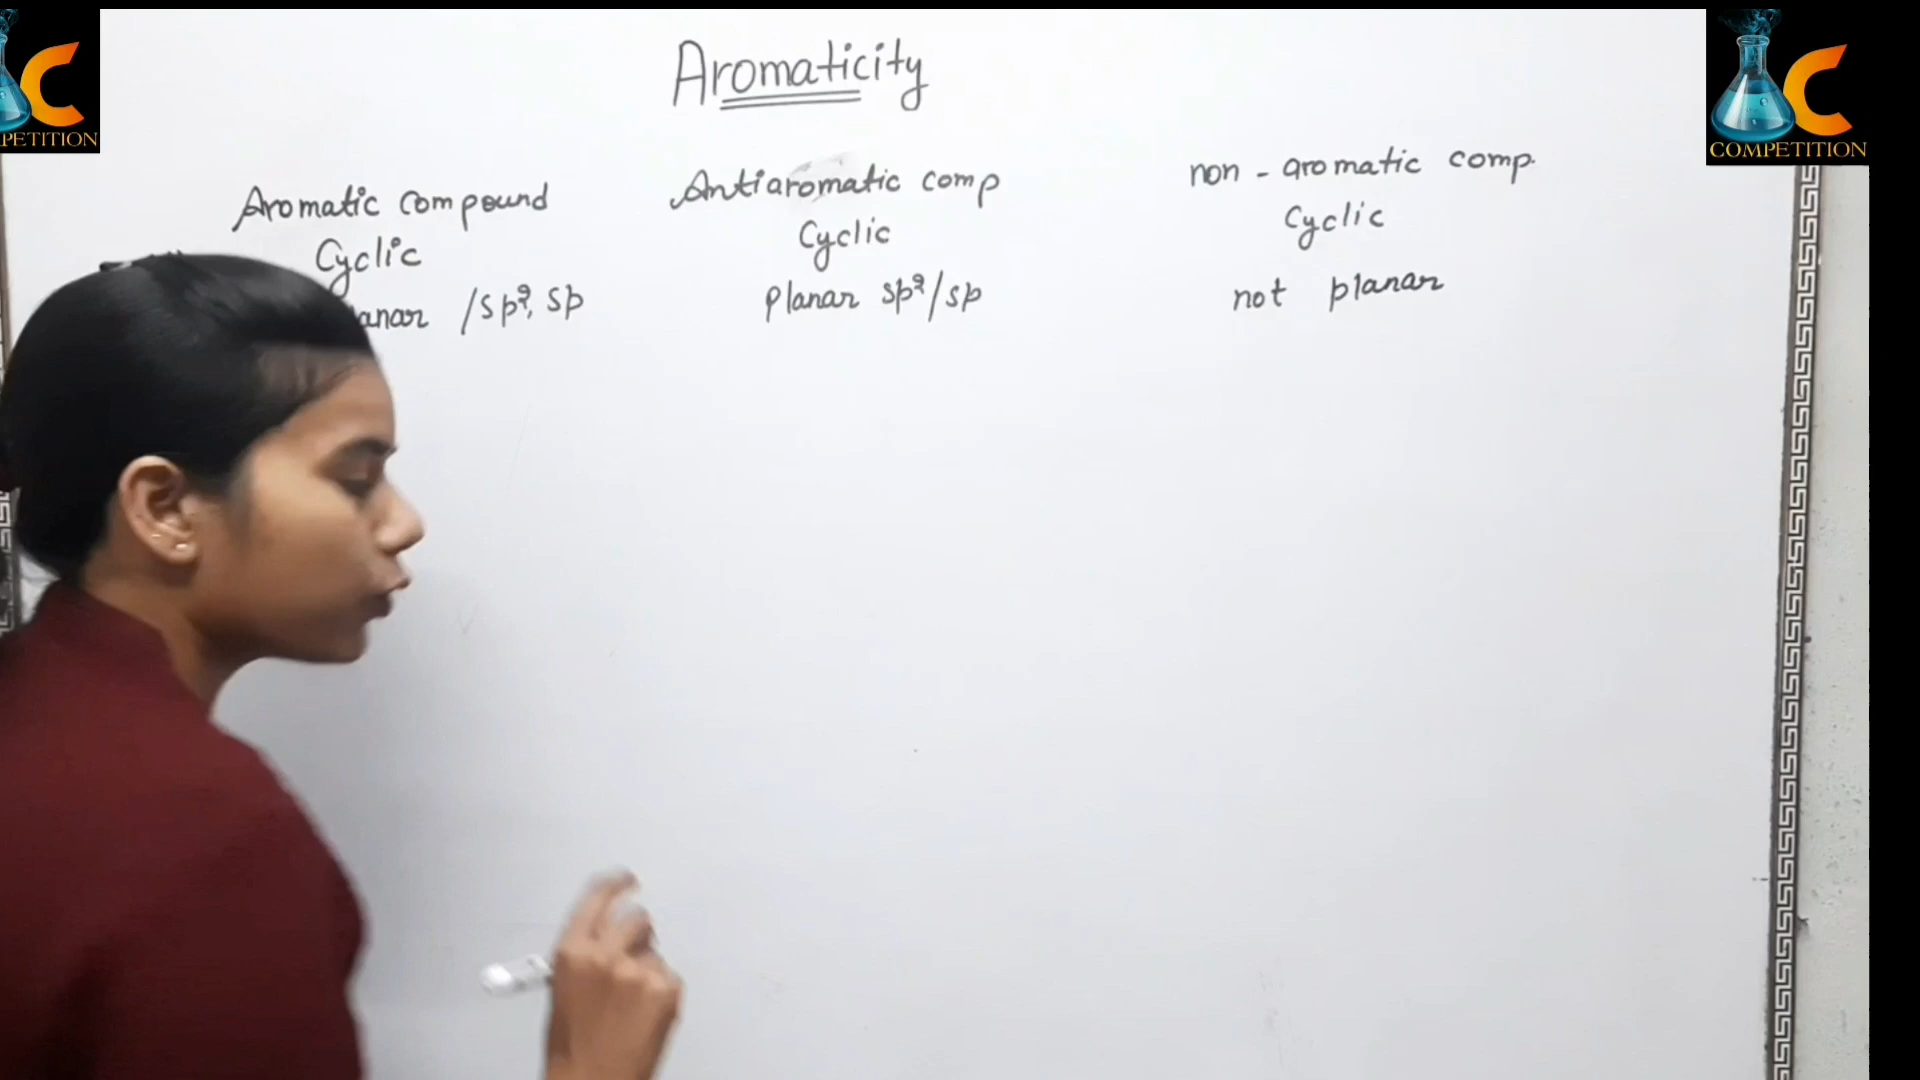 Aromaticity
Aromatic compound
Cyclic
anar /sp², sp
Antiaromatic comp
Cyclic
planar sp²/sp
non - aromatic comp.
Cyclic
not planar
C
PETITION
C
COMPETITION